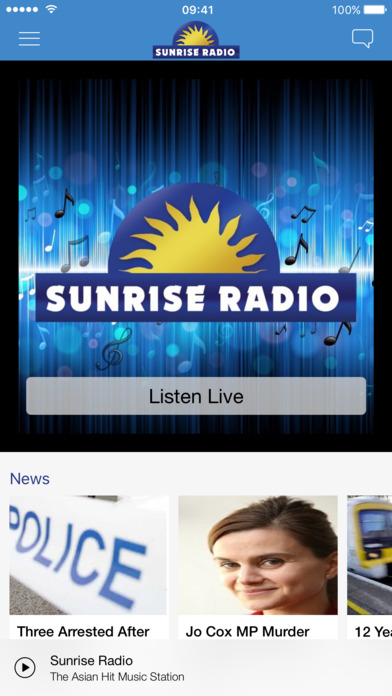 09:41
100%
SUNRISE RADIO
SUNRISE RADIO
Listen Live
News
POLICE
Three Arrested After
Jo Cox MP Murder
12 Yea
Sunrise Radio
The Asian Hit Music Station